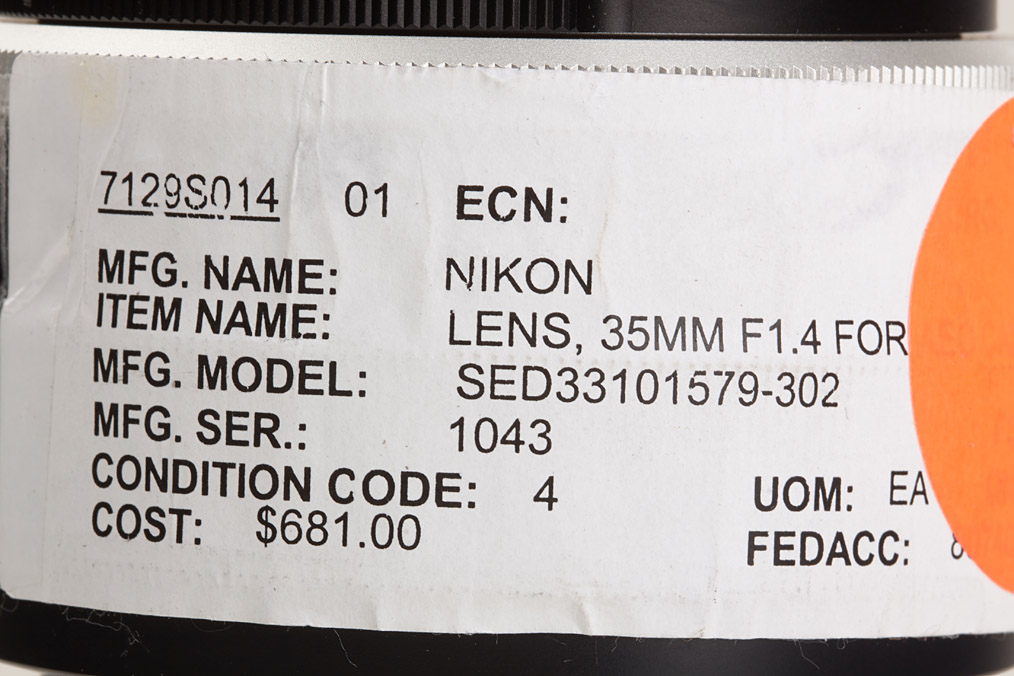 7129S014 01 ECN:
MFG. NAME: NIKON
ITEM NAME: LENS, 35MM F1.4 FOR
MFG. MODEL: SED33101579-302
MFG. SER.: 1043
CONDITION CODE: 4 UOM: EA
COST: $681.00 FEDACC: